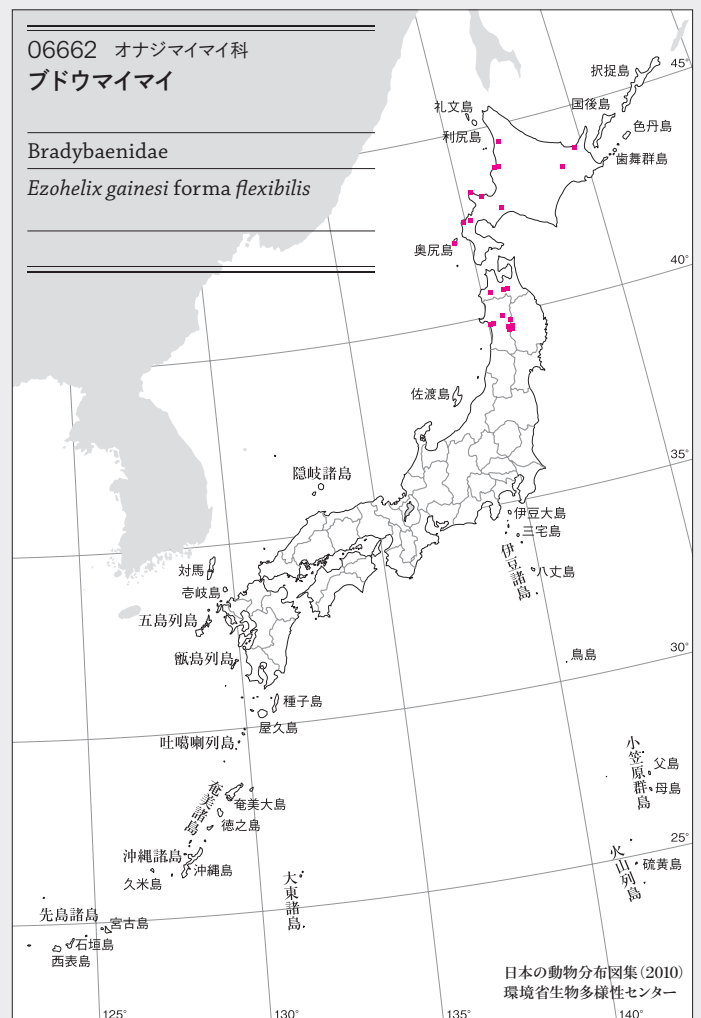 06662 オナジマイマイ科
ブドウマイマイ
Bradybaenidae
Ezohelix gainesi forma flexibilis
45°
択捉島
国後島
礼文島
色丹島
利尻島
歯舞群島
奥尻島
40°
佐渡島
35°
隠岐諸島
伊豆大島
三宅島
伊豆諸島
八丈島
対馬
壱岐島
五島列島
甑島列島
鳥島
30°
種子島
屋久島
吐噶喇列島
小笠原群島
父島
母島
奄美諸島
奄美大島
徳之島
25°
沖縄諸島
沖縄島
久米島
火山列島
硫黄島
大東諸島
先島諸島
宮古島
石垣島
西表島
日本の動物分布図集(2010)
環境省生物多様性センター
125°
130°
135°
140°